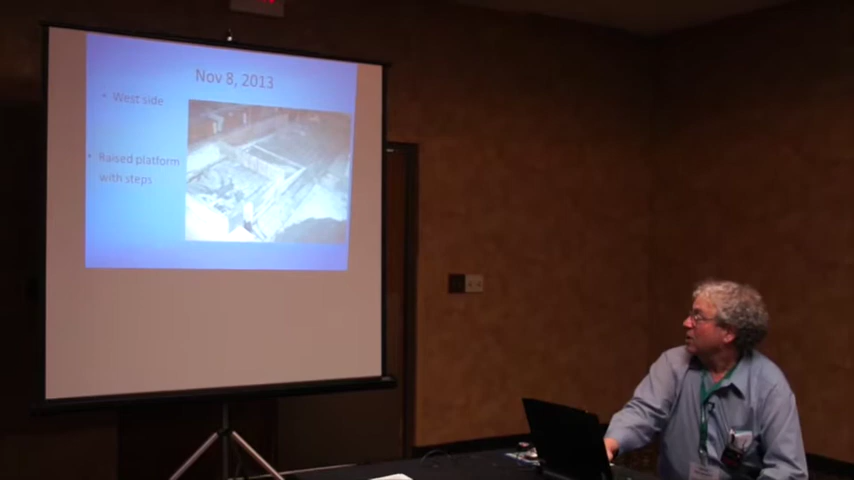 Nov 8, 2013
• West side
• Raised platform
with steps